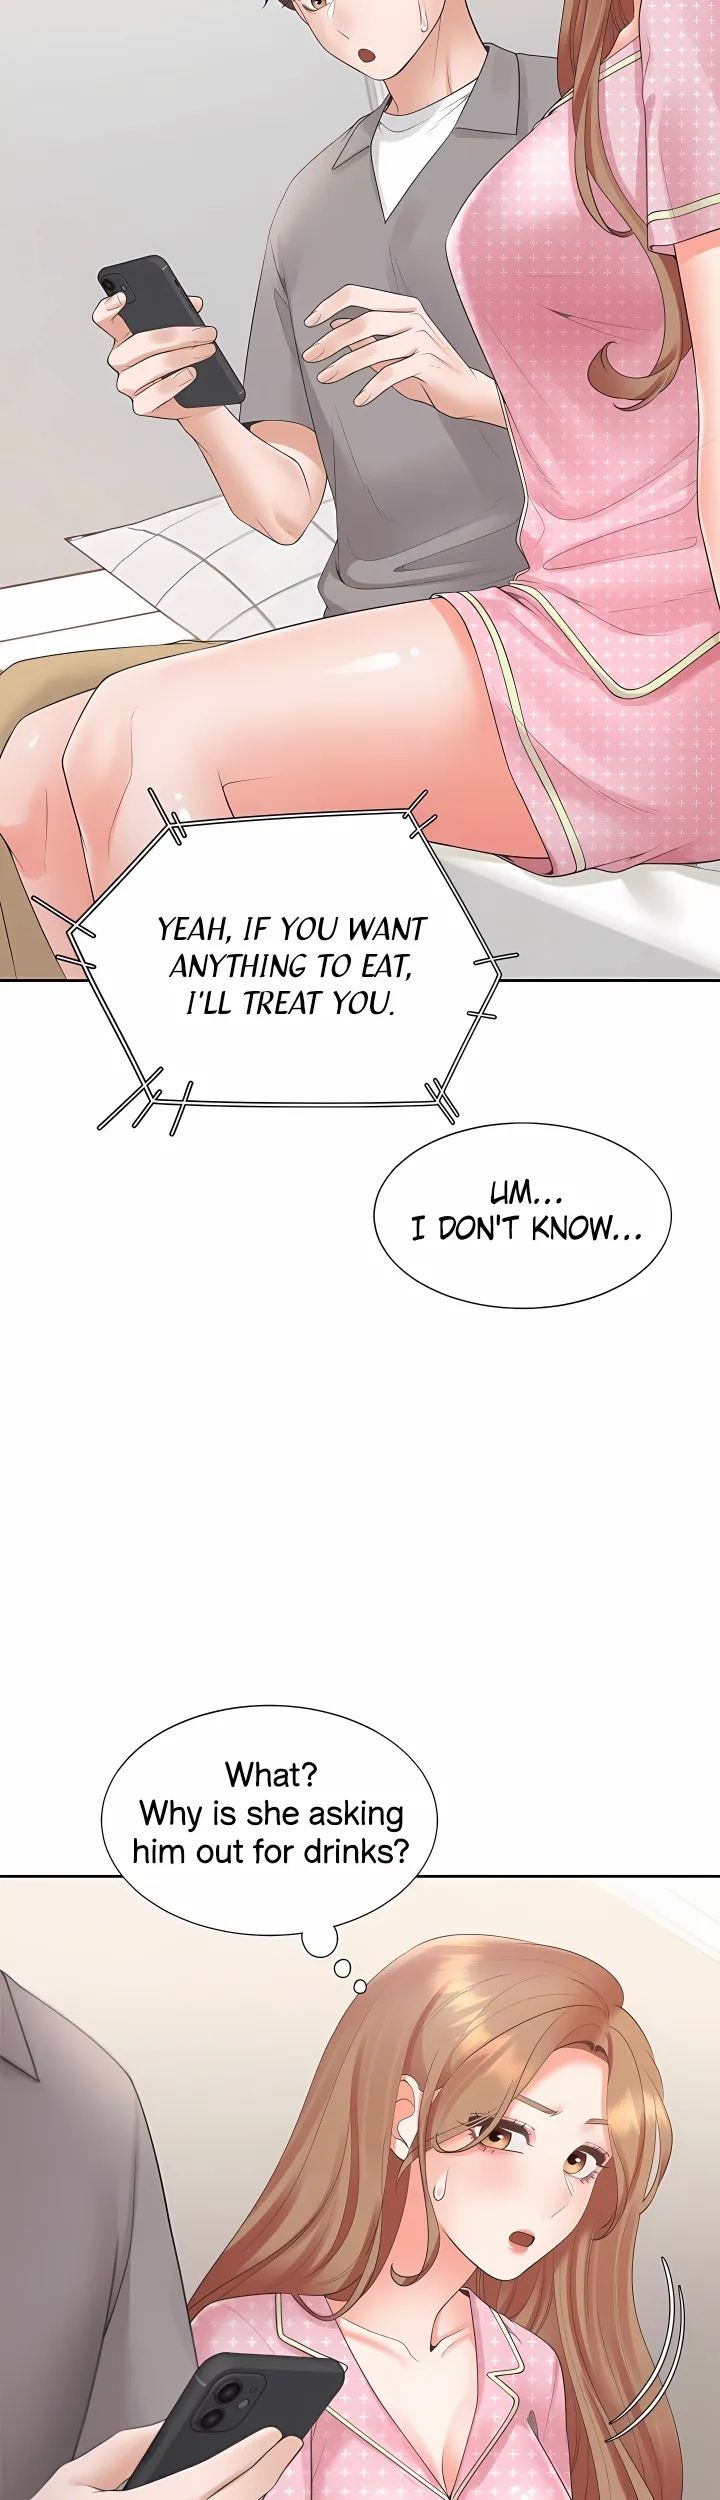 YEAH, IF YOU WANT
ANYTHING TO EAT,
I'LL TREAT YOU.
UM...
I DON'T KNOW...
What?
Why is she asking
him out for drinks?